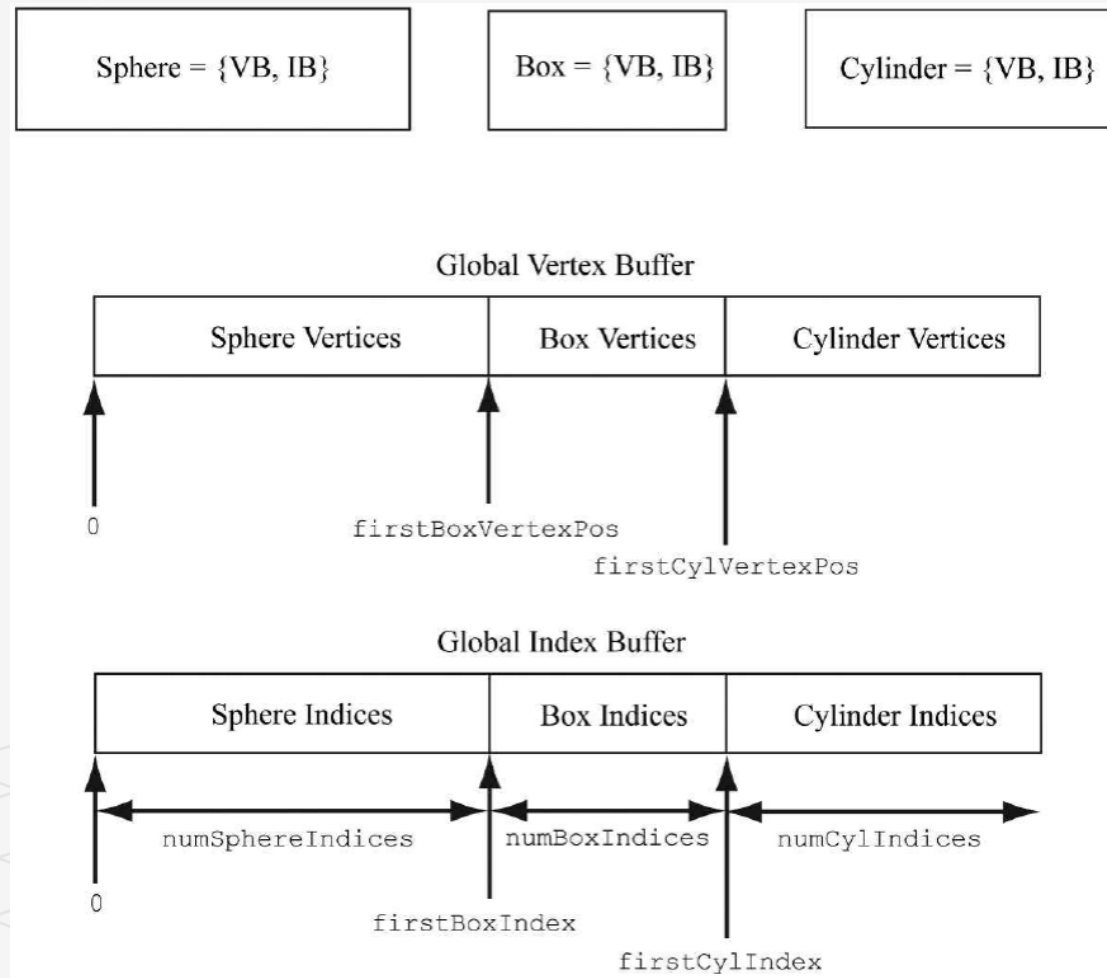 Sphere = {VB, IB}
Box = {VB, IB}
Cylinder = {VB, IB}
Global Vertex Buffer
Sphere Vertices
Box Vertices
Cylinder Vertices
0
firstBoxVertexPos
firstCylVertexPos
Global Index Buffer
Sphere Indices
Box Indices
Cylinder Indices
numSphereIndices
numBoxIndices
numCylIndices
0
firstBoxIndex
firstCylIndex